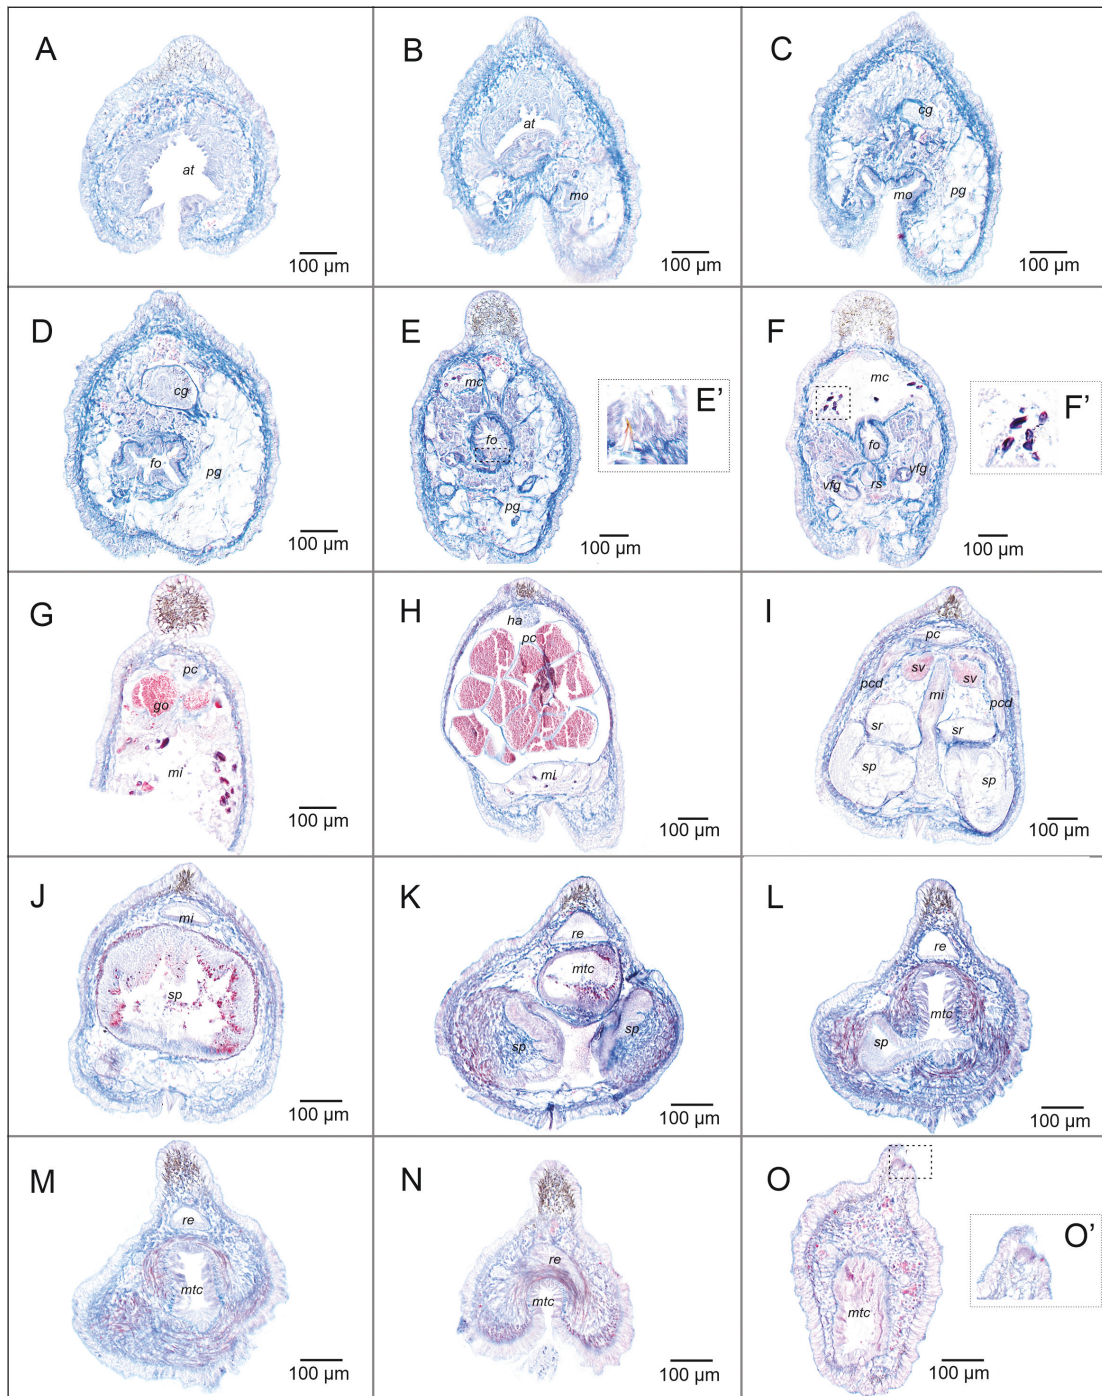 A
at
100 µm
B
at
mo
100 µm
C
cg
mo
pg
100 µm
D
cg
fo
pg
100 µm
E
mc
fo
pg
100 µm
E’
F
mc
fo
vfg
rs
vfg
100 µm
F’
G
pc
go
mi
100 µm
H
ha
pc
mi
100 µm
I
pc
sv
sv
mi
pcd
pcd
sr
sr
sp
sp
100 µm
J
mi
sp
100 µm
K
re
mtc
sp
sp
100 µm
L
re
mtc
sp
100 µm
M
re
mtc
100 µm
N
re
mtc
100 µm
O
mtc
100 µm
O’